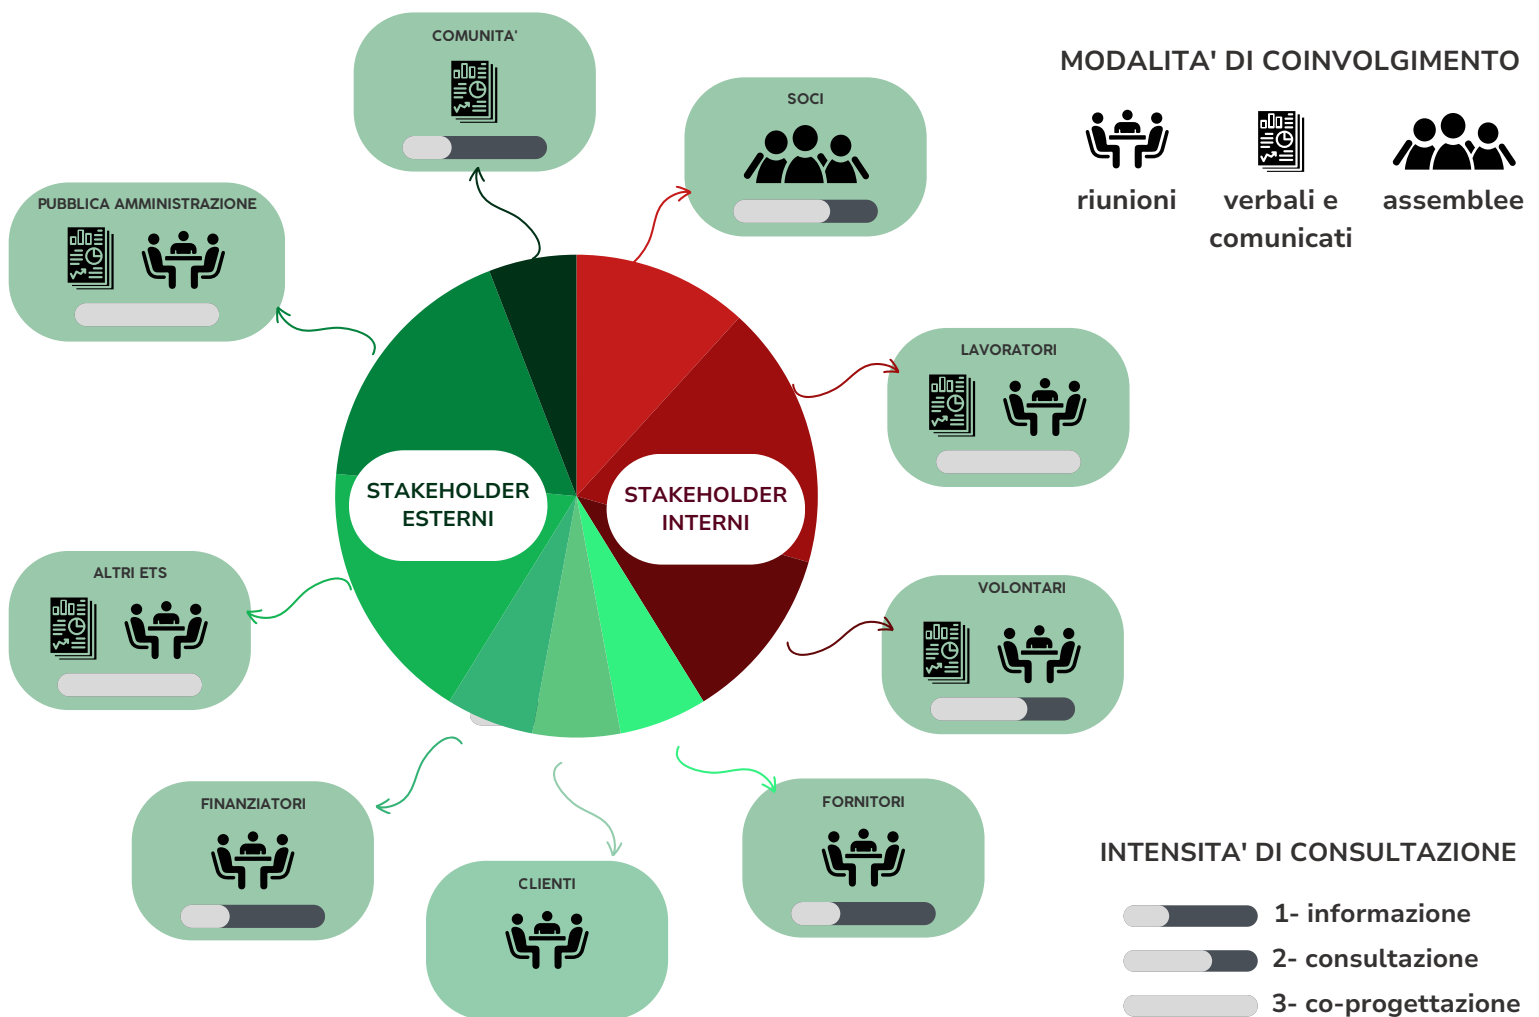 COMUNITA'
MODALITA' DI COINVOLGIMENTO
SOCI
riunioni
verbali e
comunicati
assemblee
PUBBLICA AMMINISTRAZIONE
LAVORATORI
STAKEHOLDER
ESTERNI
STAKEHOLDER
INTERNI
ALTRI ETS
VOLONTARI
FINANZIATORI
CLIENTI
FORNITORI
INTENSITA' DI CONSULTAZIONE
1- informazione
2- consultazione
3- co-progettazione